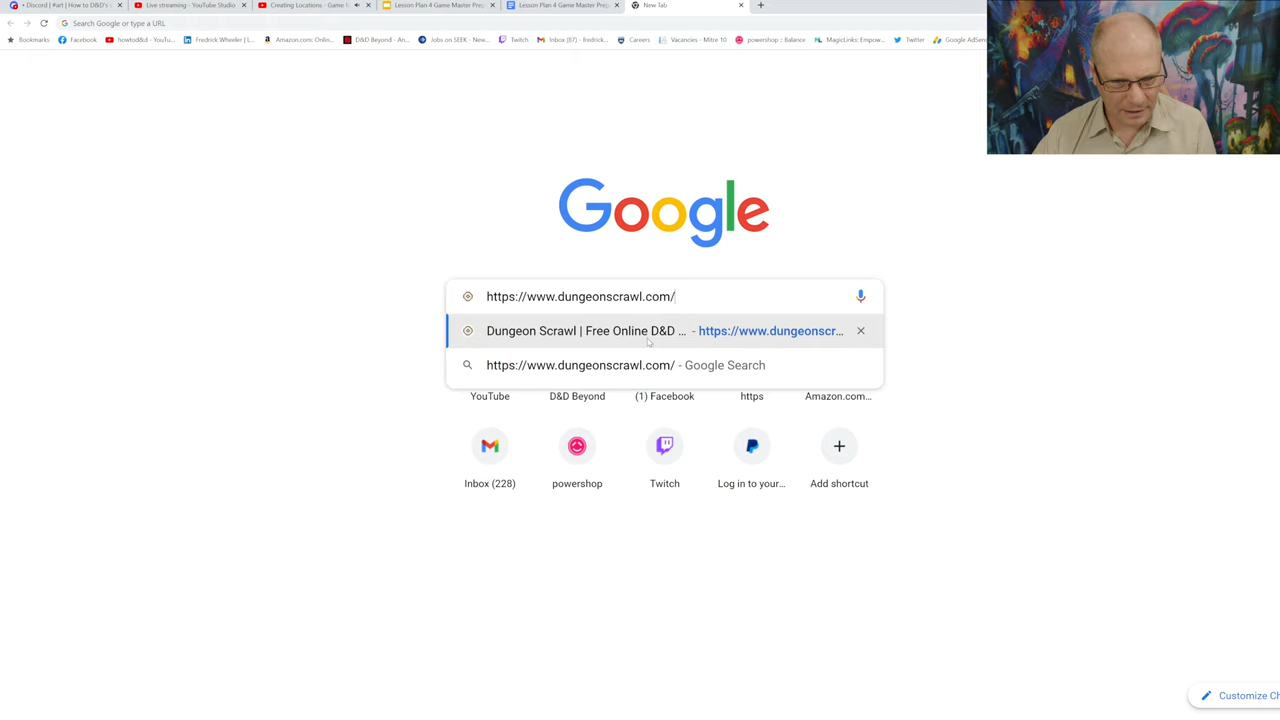 • Discord | #art | How to D&D's
Live streaming - YouTube Studio
Creating Locations - Game
Lesson Plan 4 Game Master Prep
Lesson Plan 4 Game Master Prep
New Tab
Search Google or type a URL
Bookmarks
Facebook
howtod&d - YouTu...
Fredrick Wheeler | L...
Amazon.com: Onlin...
D&D Beyond - An...
Jobs on SEEK - New...
Twitch
Inbox (87) - fredrick...
Careers
Vacancies - Mitre 10
powershop :: Balance
MagicLinks: Empow...
Twitter
Google AdSen
Google
https://www.dungeonscrawl.com/
Dungeon Scrawl | Free Online D&D ... - https://www.dungeonscr...
https://www.dungeonscrawl.com/ - Google Search
YouTube
D&D Beyond
(1) Facebook
https
Amazon.com...
Inbox (228)
powershop
Twitch
Log in to your...
Add shortcut
Customize Ch